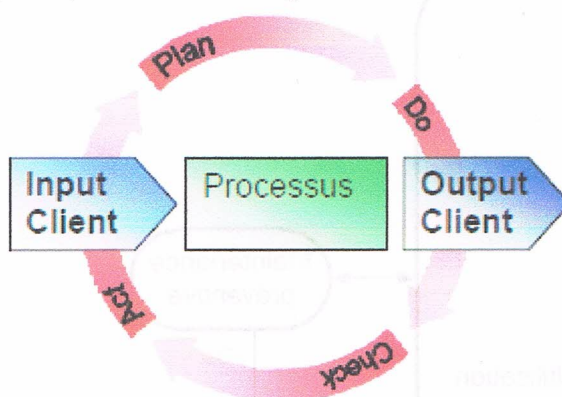 Plan
Do
Input
Client
Processus
Output
Client
Act
Check